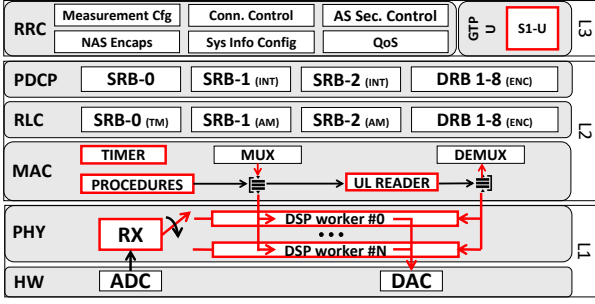 RRC
Measurement Cfg
Conn. Control
AS Sec. Control
NAS Encaps
Sys Info Config
QoS
GTP
U
S1-U
L3
PDCP
SRB-0
SRB-1 (INT)
SRB-2 (INT)
DRB 1-8 (ENC)
RLC
SRB-0 (TM)
SRB-1 (AM)
SRB-2 (AM)
DRB 1-8 (ENC)
L2
MAC
TIMER
MUX
DEMUX
PROCEDURES
UL READER
PHY
RX
DSP worker #0
DSP worker #N
L1
HW
ADC
DAC